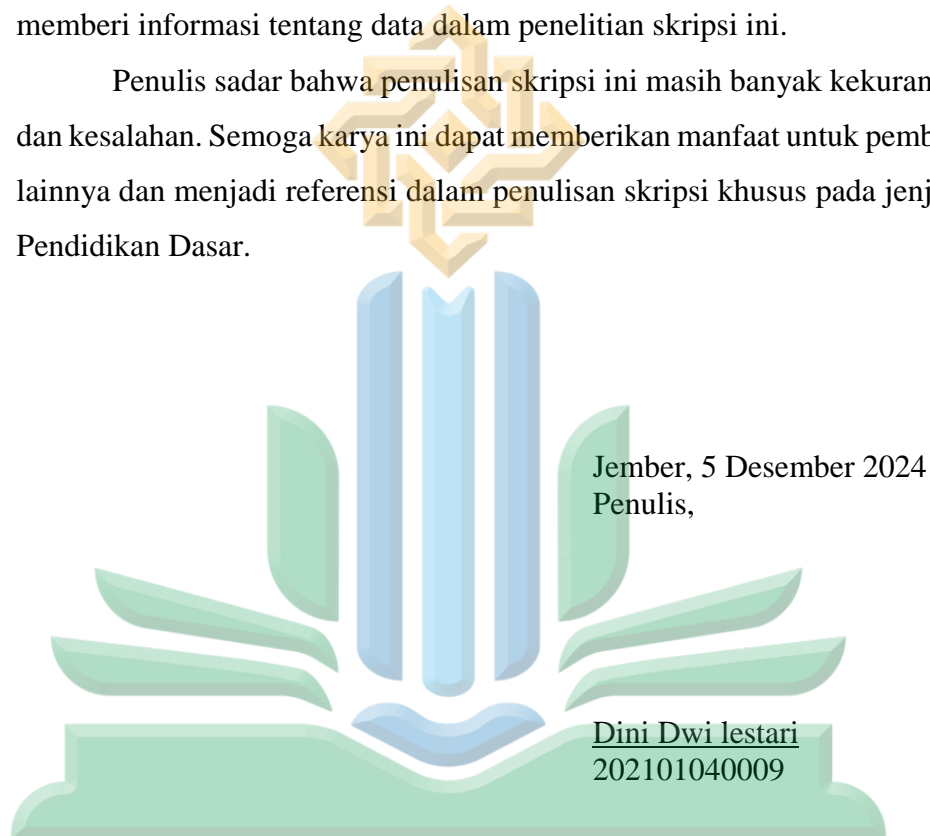 memberi informasi tentang data dalam penelitian skripsi ini.
Penulis sadar bahwa penulisan skripsi ini masih banyak kekuran
dan kesalahan. Semoga karya ini dapat memberikan manfaat untuk pemb
lainnya dan menjadi referensi dalam penulisan skripsi khusus pada jenj
Pendidikan Dasar.
Jember, 5 Desember 2024
Penulis,
Dini Dwi lestari
202101040009